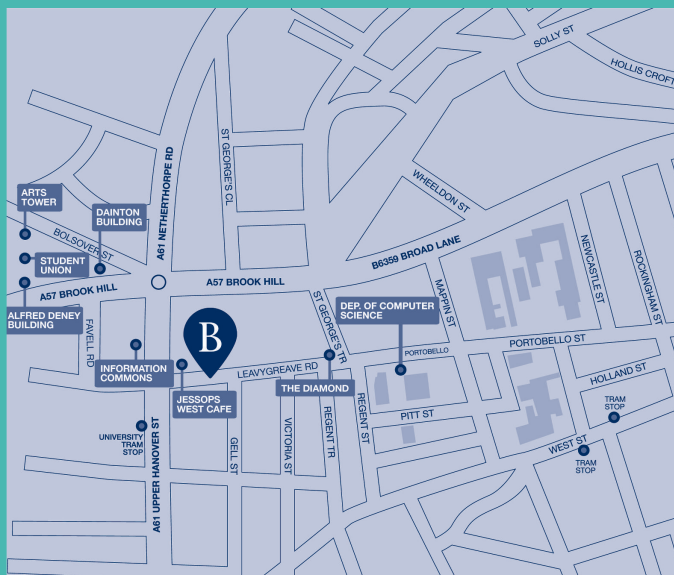 SOLLY ST
HOLLIS CROFT
ST GEORGE'S CL
A61 NETHERTHORPE RD
WHEELDON ST
ARTS
TOWER
DAINTON
BUILDING
BOLSOVER ST
STUDENT
UNION
B6359 BROAD LANE
NEWCASTLE ST
ROCKINGHAM ST
A57 BROOK HILL
A57 BROOK HILL
MAPPIN ST
ST GEORGE'S TR
DEP. OF COMPUTER
SCIENCE
ALFRED DENEY
BUILDING
FAVELL RD
B
PORTOBELLO
PORTOBELLO ST
INFORMATION
COMMONS
LEAVYGREAVE RD
HOLLAND ST
THE DIAMOND
JESSOPS
WEST CAFE
TRAM
STOP
PITT ST
REGENT ST
REGENT TR
VICTORIA ST
GELL ST
UNIVERSITY
TRAM
STOP
A61 UPPER HANOVER ST
WEST ST
TRAM
STOP